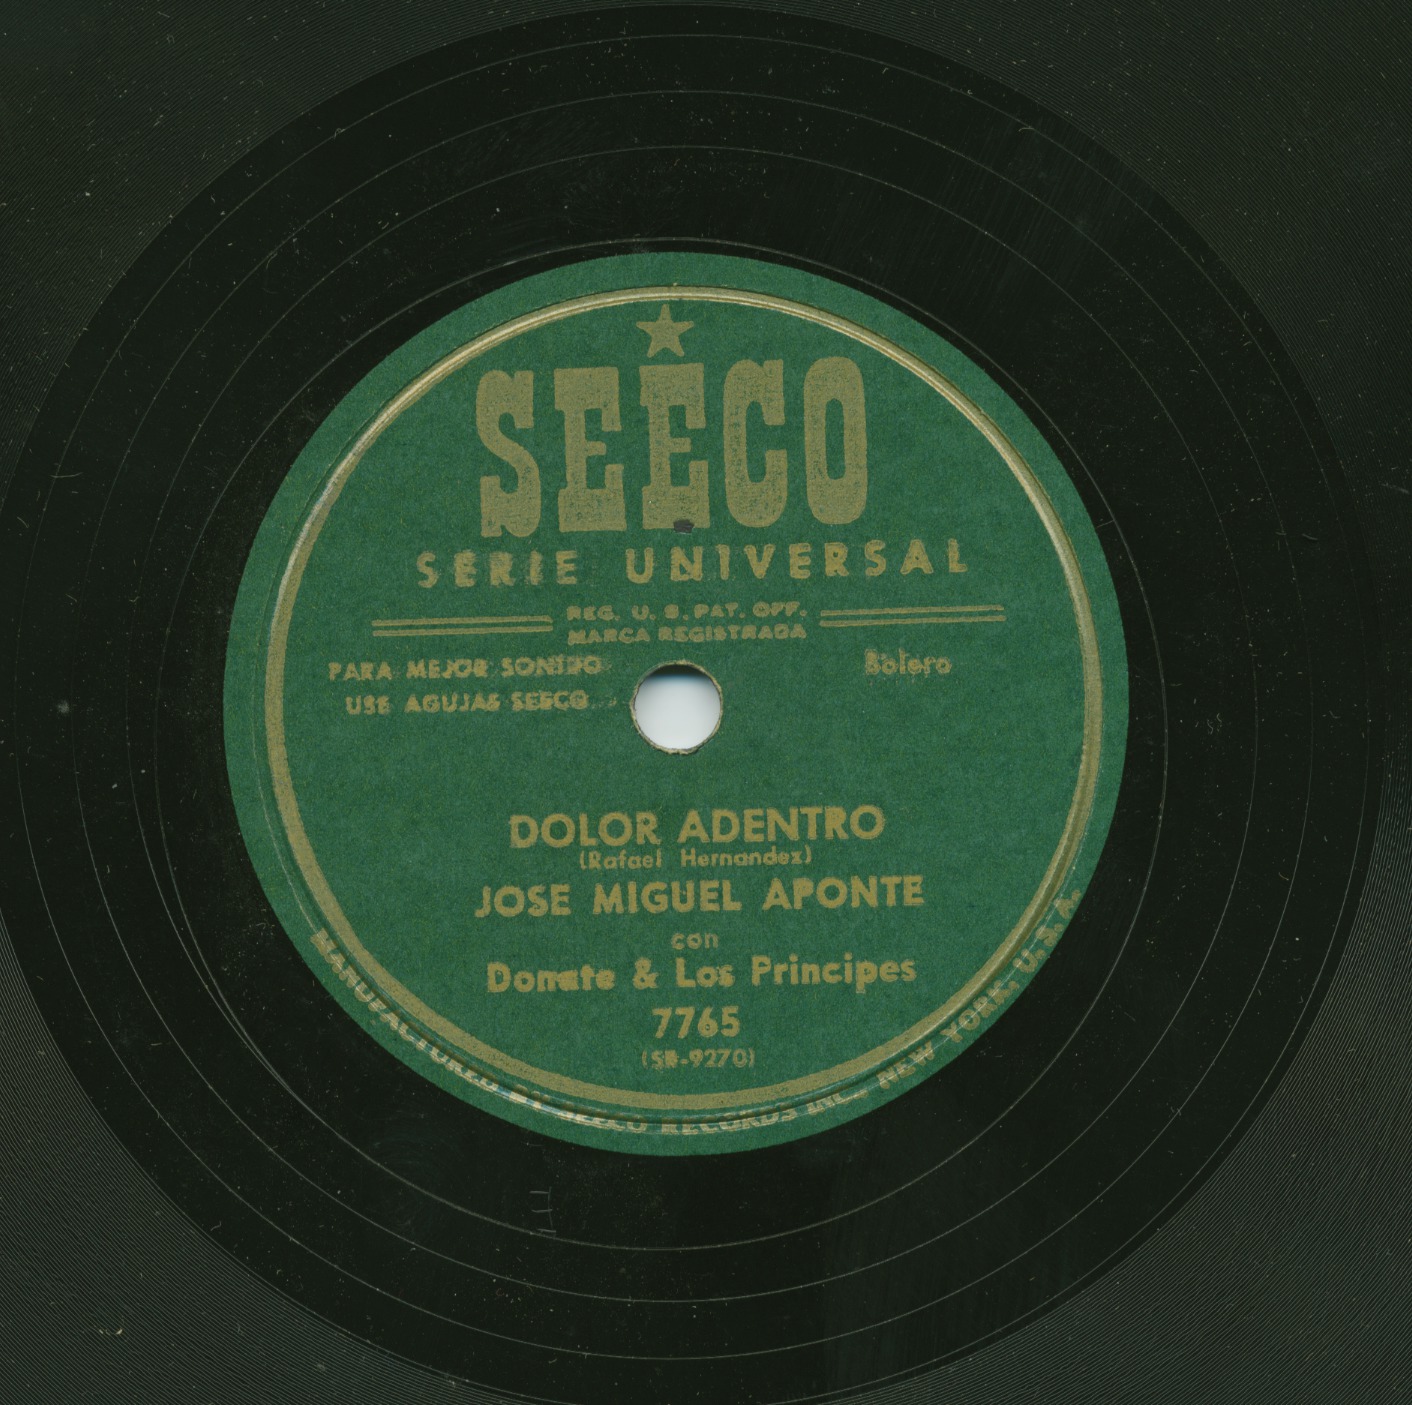 SEECO
SERIE UNIVERSAL
REG. U. S. PAT. OFF.
MARCA REGISTRADA
PARA MEJOR SONIDO
USE AGUJAS SEECO
Bolero
DOLOR ADENTRO
(Rafael Hernandez)
JOSE MIGUEL APONTE
con
Donate & Los Principes
7765
(SR-9270)
MANUFACTURED BY SEECO RECORDS INC., NEW YORK, U.S.A.